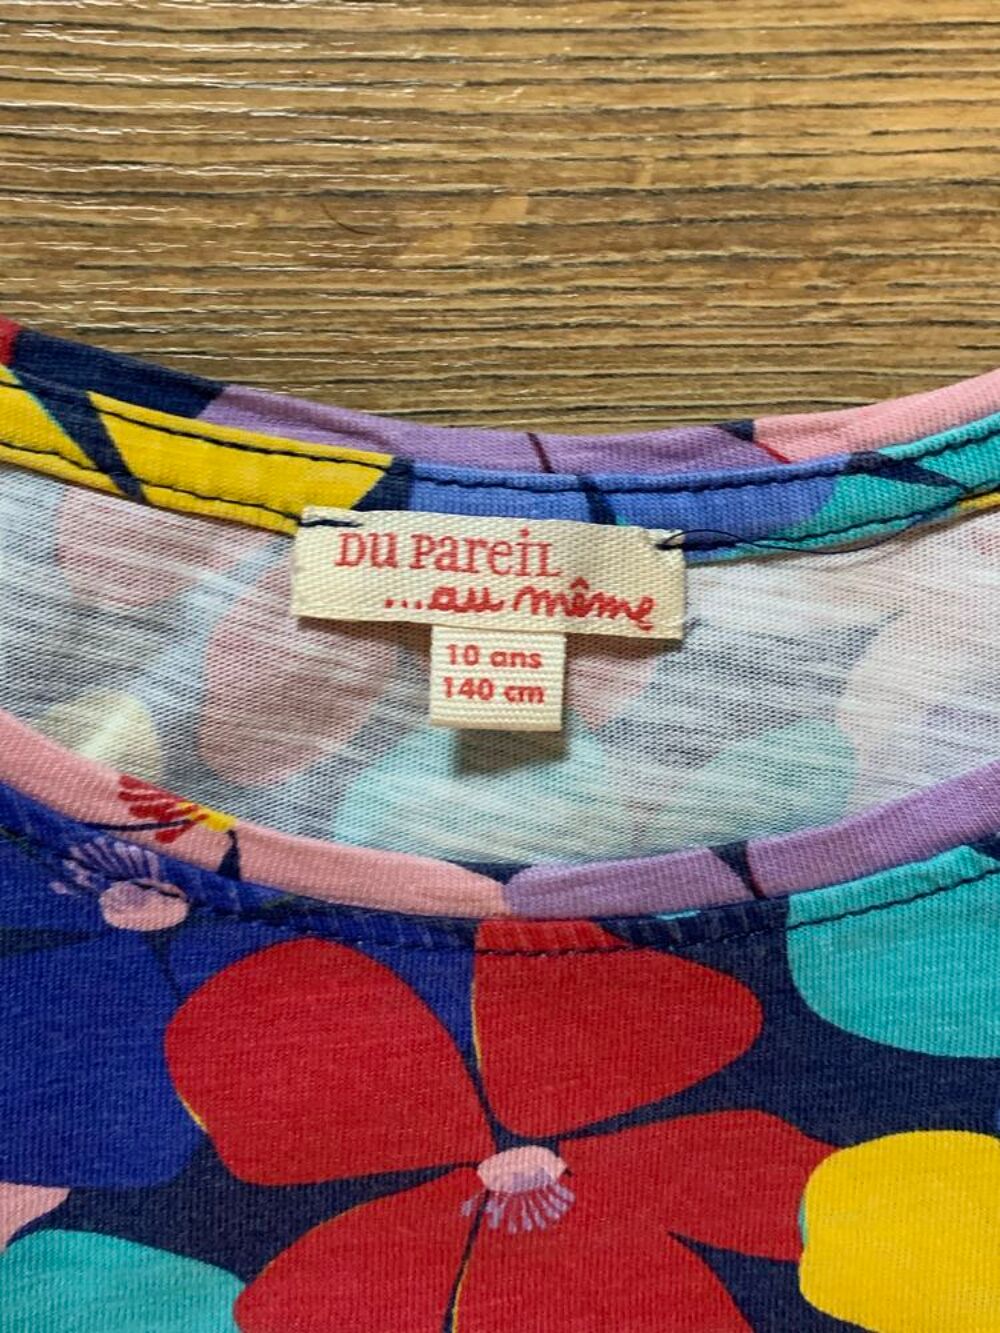 DU PareiL
...au même
10 ans
140 cm